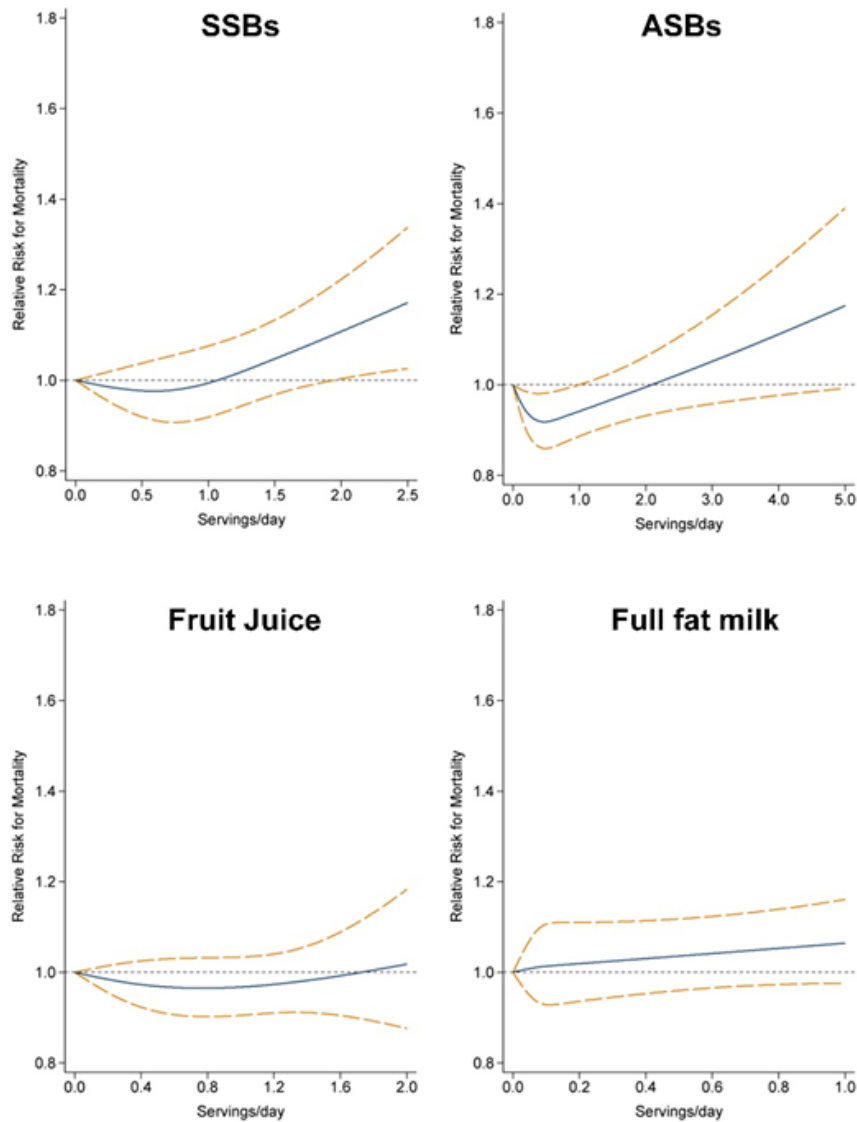 SSBs
1.8
1.6
1.4
1.2
1.0
0.8
Relative Risk for Mortality
0.0 0.5 1.0 1.5 2.0 2.5
Servings/day
ASBs
1.8
1.6
1.4
1.2
1.0
0.8
Relative Risk for Mortality
0.0 1.0 2.0 3.0 4.0 5.0
Servings/day
Fruit Juice
1.8
1.6
1.4
1.2
1.0
0.8
Relative Risk for Mortality
0.0 0.4 0.8 1.2 1.6 2.0
Servings/day
Full fat milk
1.8
1.6
1.4
1.2
1.0
0.8
Relative Risk for Mortality
0.0 0.2 0.4 0.6 0.8 1.0
Servings/day